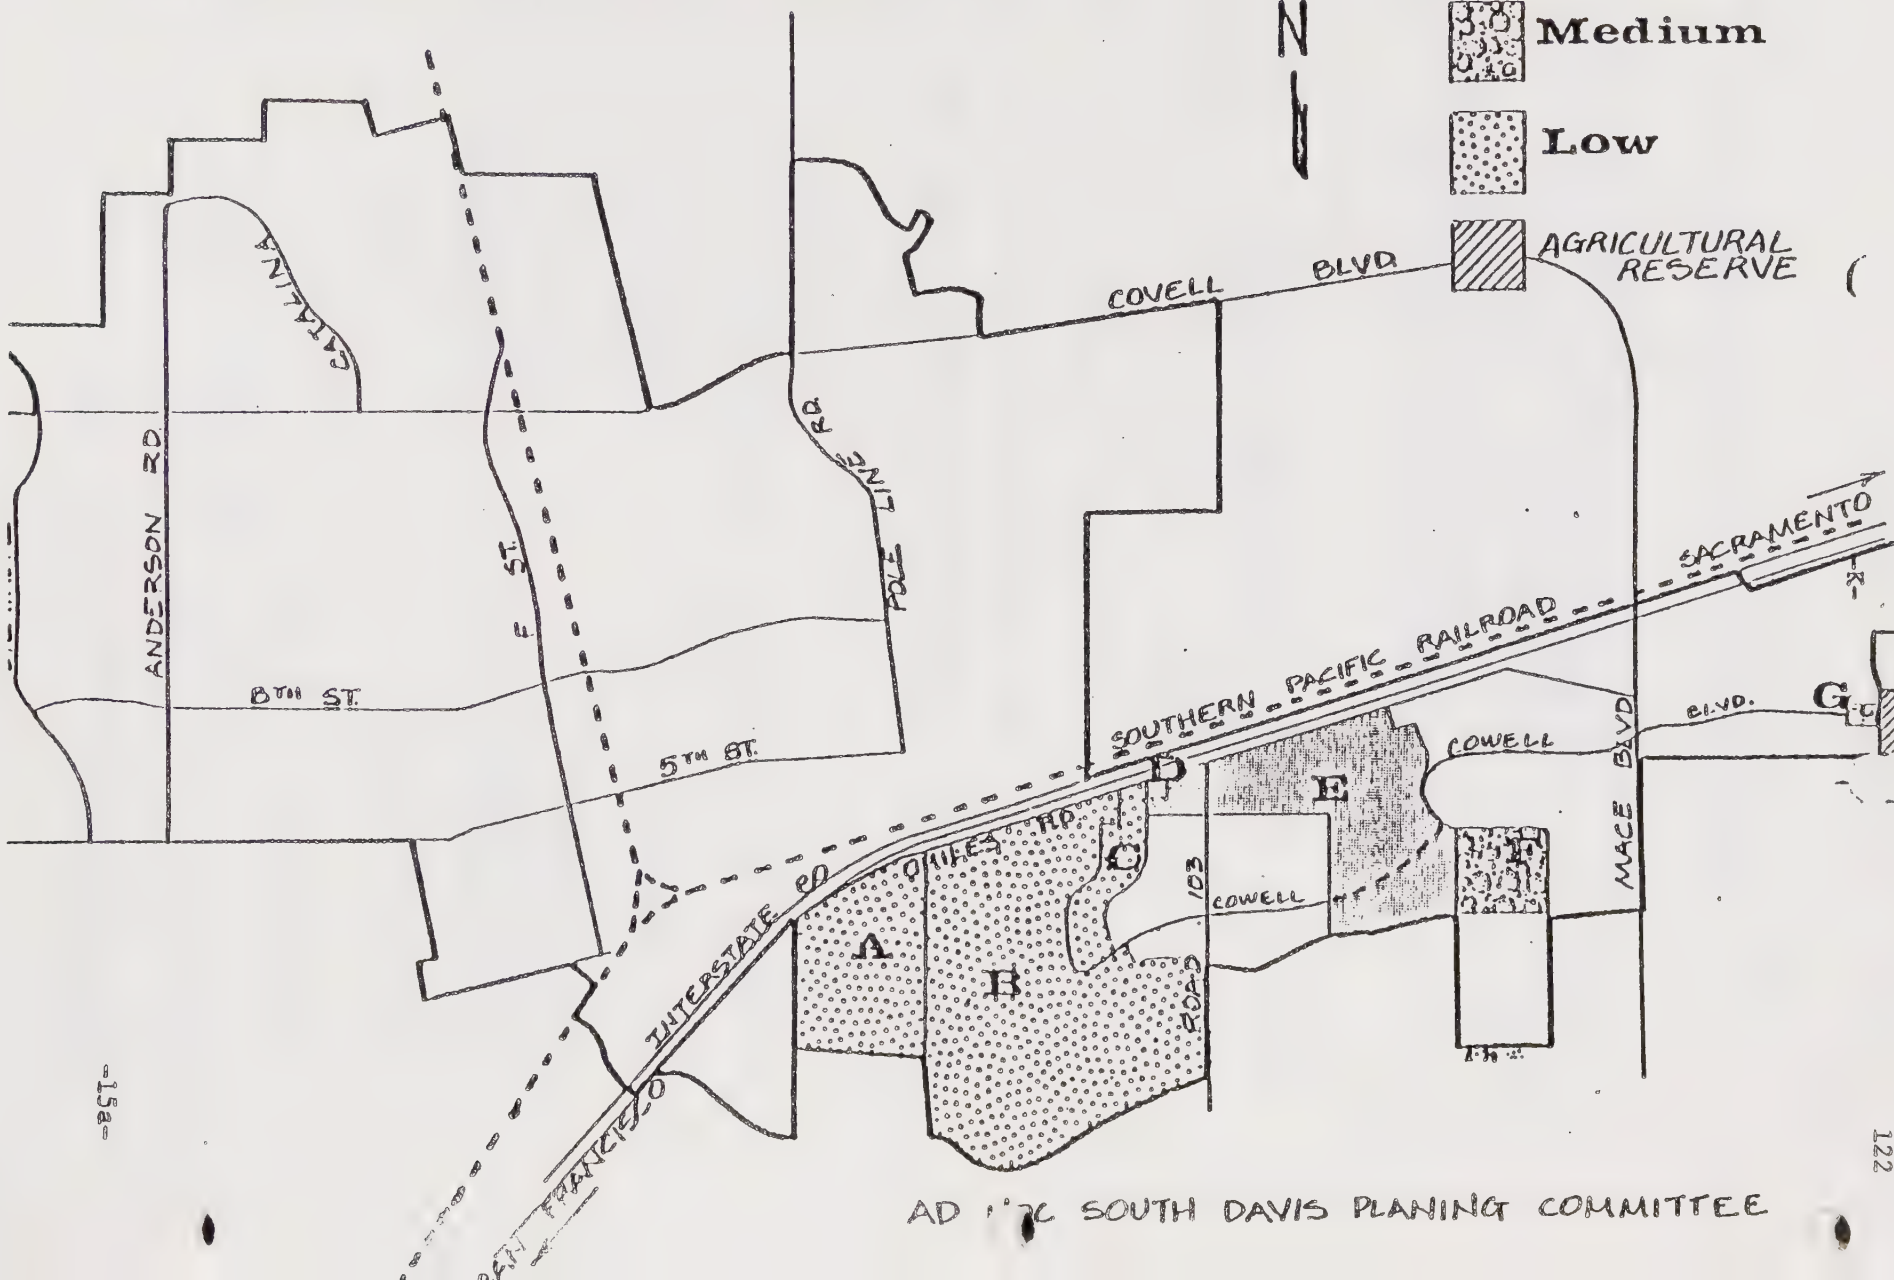 N
Medium
Low
AGRICULTURAL
RESERVE
COVELL BLVD.
CATALINA
ANDERSON RD
F ST.
POLE LINE RD.
8TH ST.
5TH ST.
SACRAMENTO
SOUTHERN PACIFIC RAILROAD
-K-
G
BLVD.
COWELL
MACE BLVD
D
E
CHILES RD.
C
F
103
COWELL
A
B
ROAD
INTERSTATE 80
FRANCISCO
-15a-
122
AD SOUTH DAVIS PLANING COMMITTEE